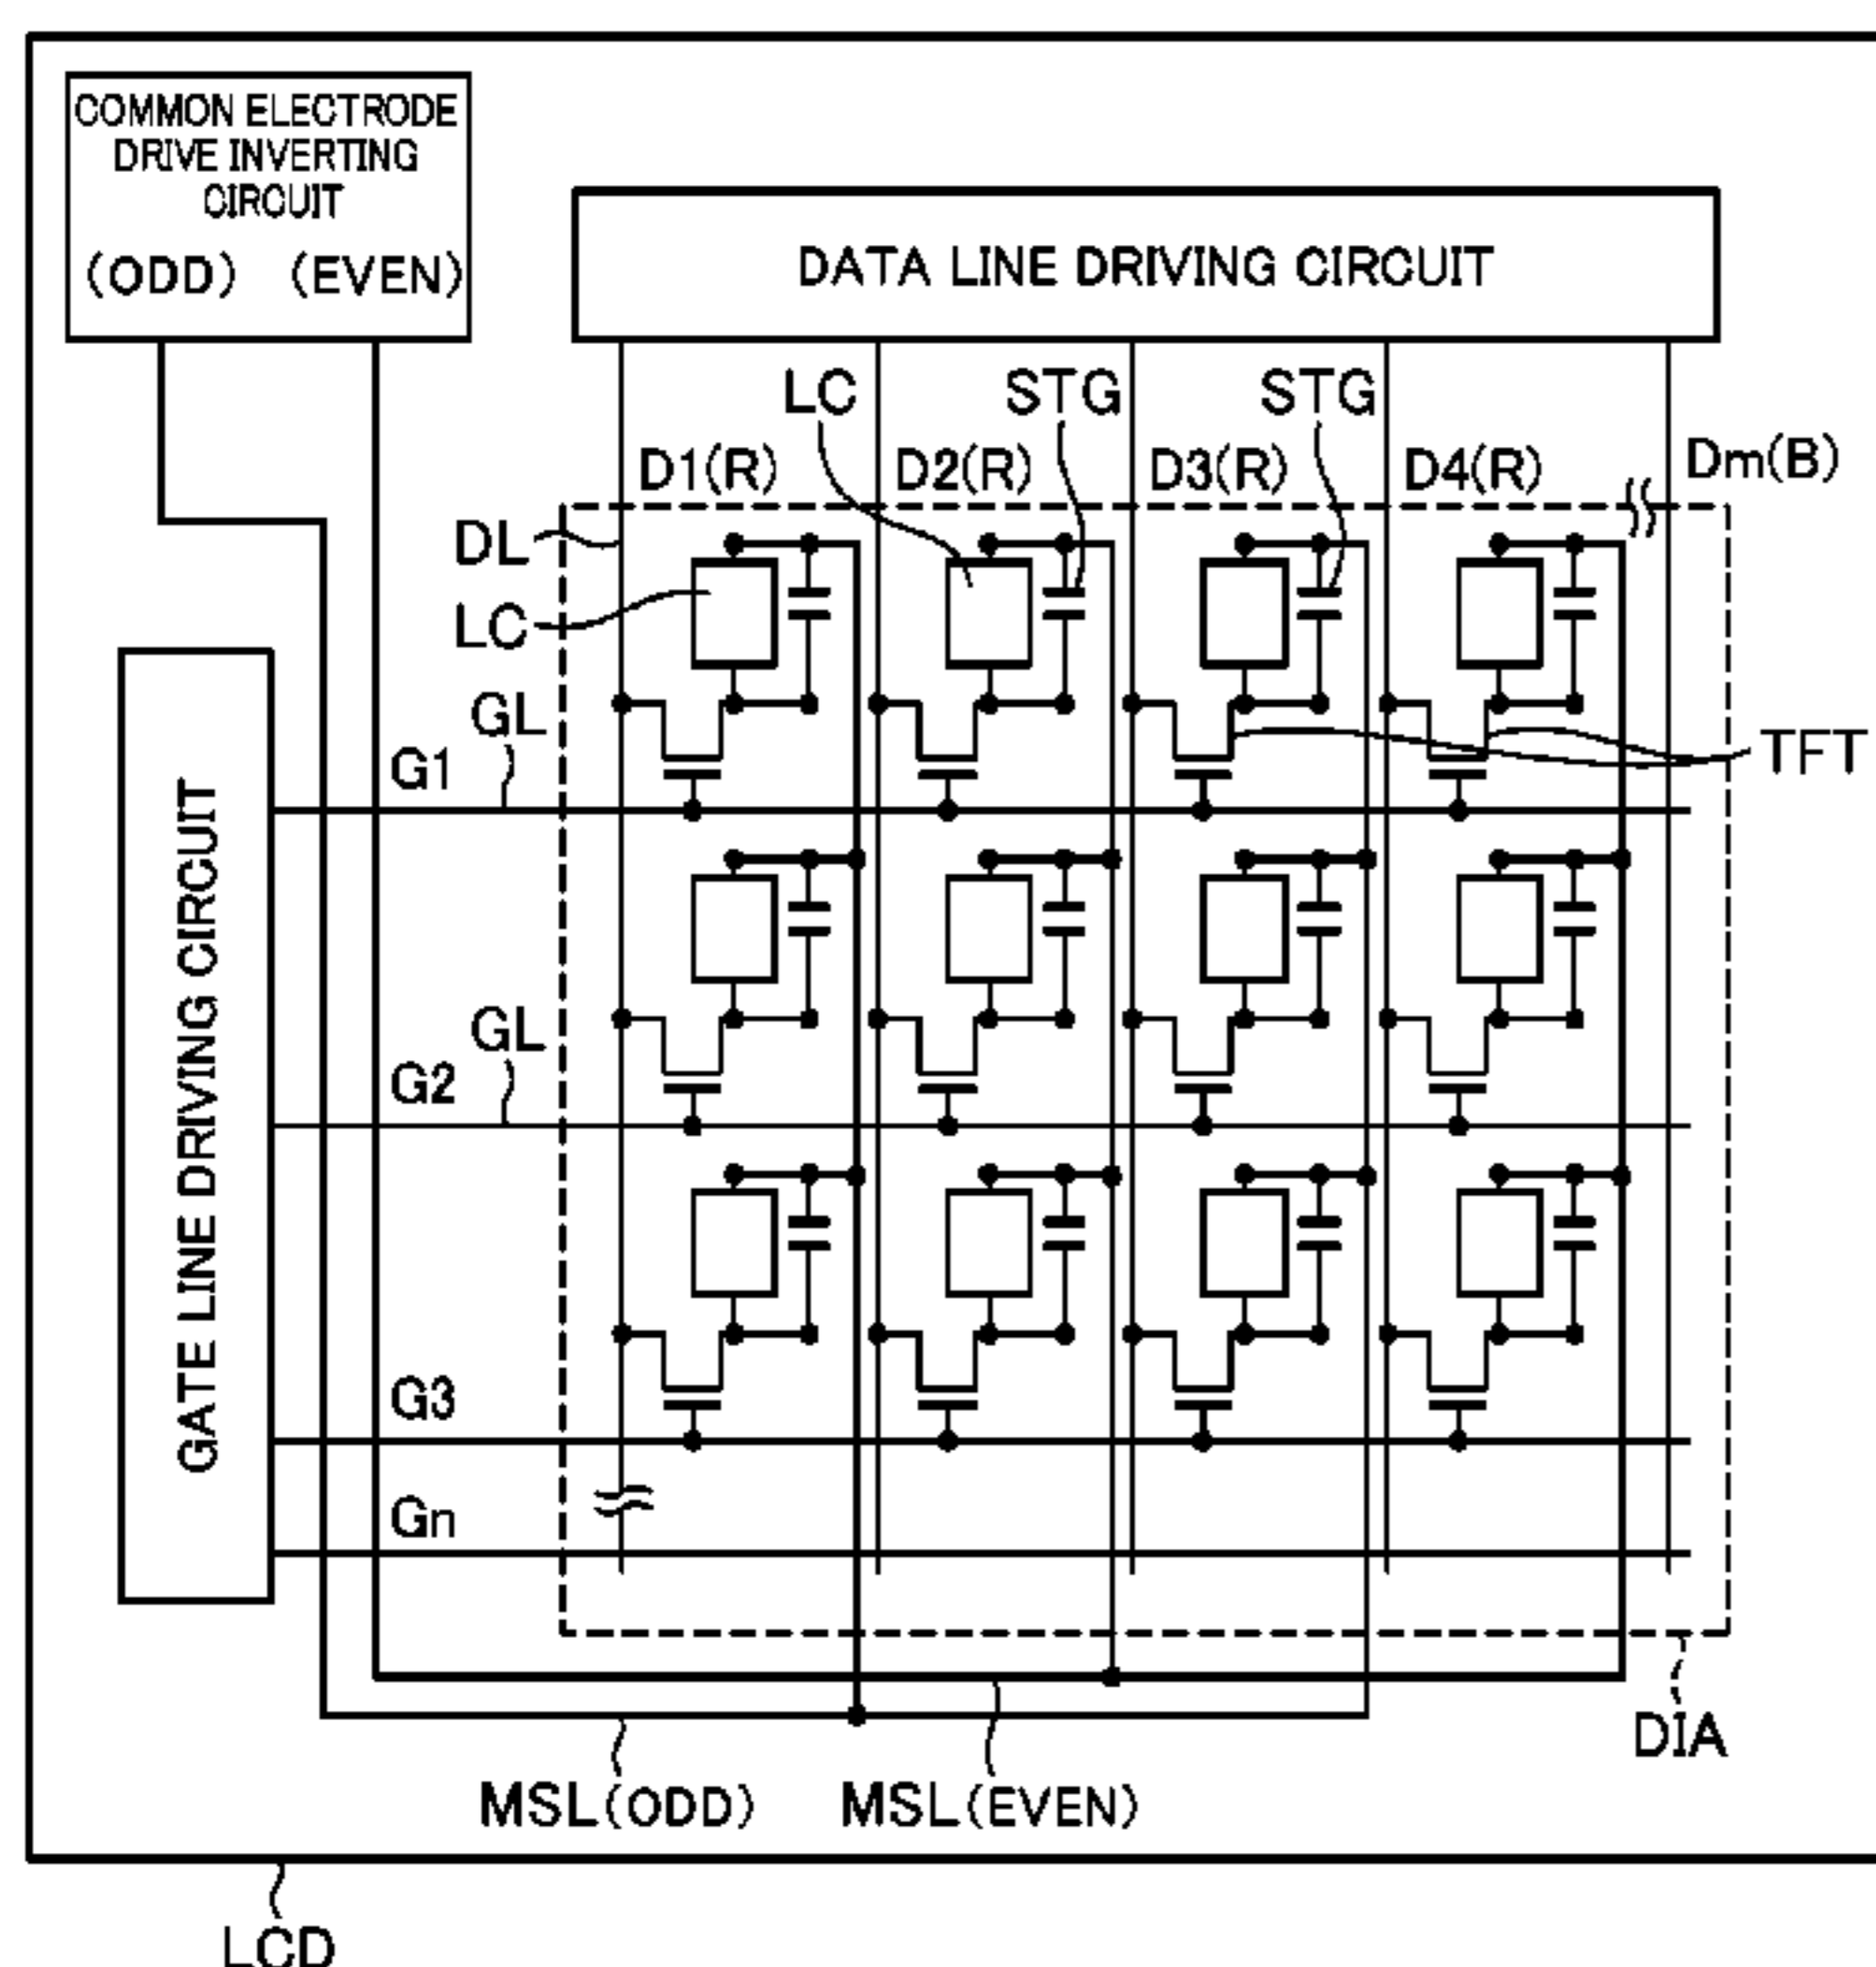 COMMON ELECTRODE
DRIVE INVERTING
CIRCUIT
(ODD) (EVEN)
DATA LINE DRIVING CIRCUIT
LC STG STG
D1(R) D2(R) D3(R) D4(R) Dm(B)
DL
LC
GL
G1
TFT
GATE LINE DRIVING CIRCUIT
GL
G2
G3
Gn
DIA
MSL(ODD) MSL(EVEN)
LCD